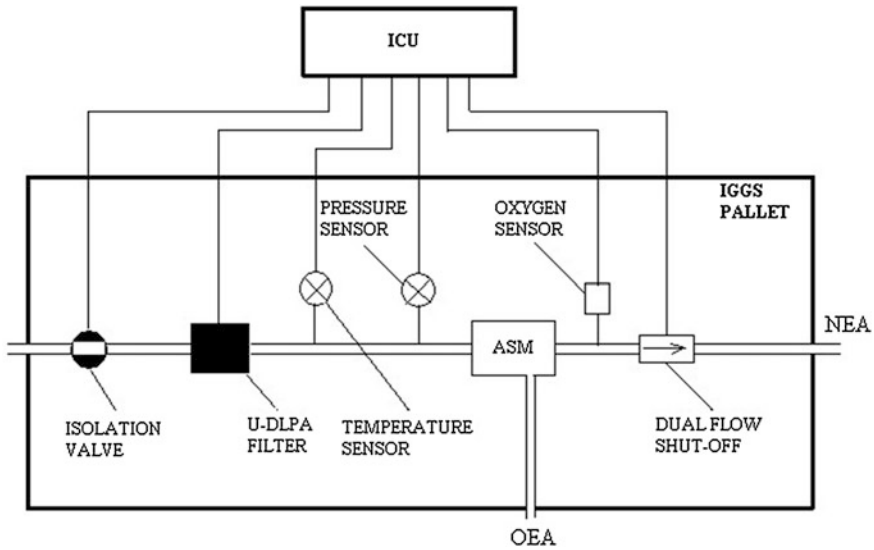 ICU
IGGS
PALLET
PRESSURE
SENSOR
OXYGEN
SENSOR
NEA
ASM
ISOLATION
VALVE
U-DLPA
FILTER
TEMPERATURE
SENSOR
DUAL FLOW
SHUT-OFF
OEA